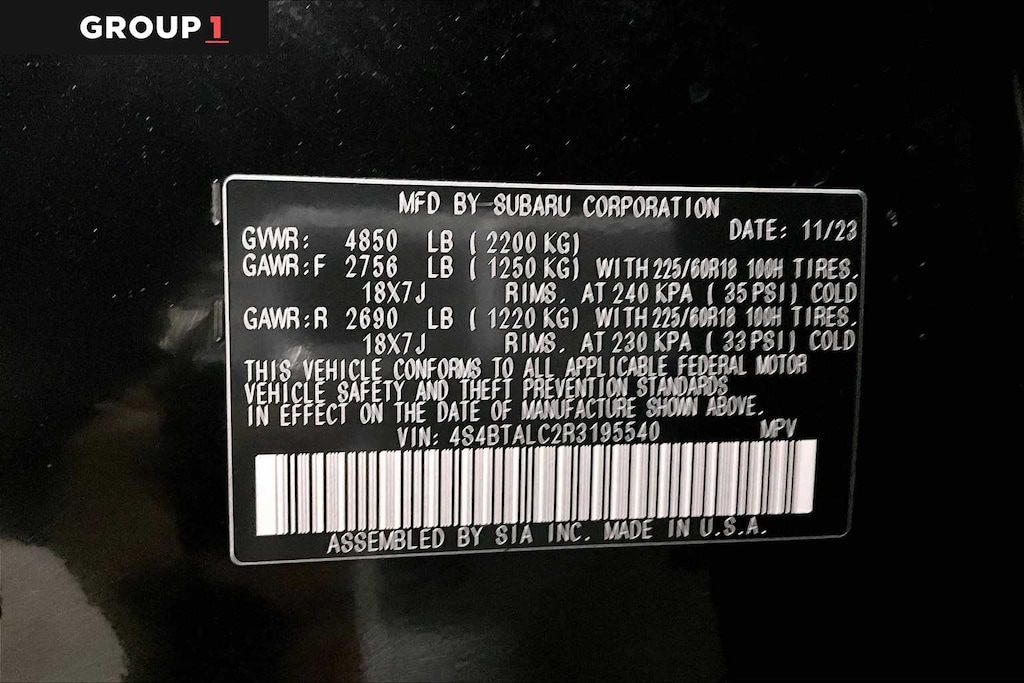 GROUP 1
MFD BY SUBARU CORPORATION
DATE: 11/23
GVWR: 4850 LB ( 2200 KG)
GAWR:F 2756 LB ( 1250 KG) WITH 225/60R18 100H TIRES.
18X7J RIMS. AT 240 KPA ( 35 PSI) COLD
GAWR:R 2690 LB ( 1220 KG) WITH 225/60R18 100H TIRES.
18X7J RIMS. AT 230 KPA ( 33 PSI) COLD
THIS VEHICLE CONFORMS TO ALL APPLICABLE FEDERAL MOTOR
VEHICLE SAFETY AND THEFT PREVENTION STANDARDS
IN EFFECT ON THE DATE OF MANUFACTURE SHOWN ABOVE.
VIN: 4S4BTALC2R3195540 MPV
ASSEMBLED BY SIA INC. MADE IN U.S.A.